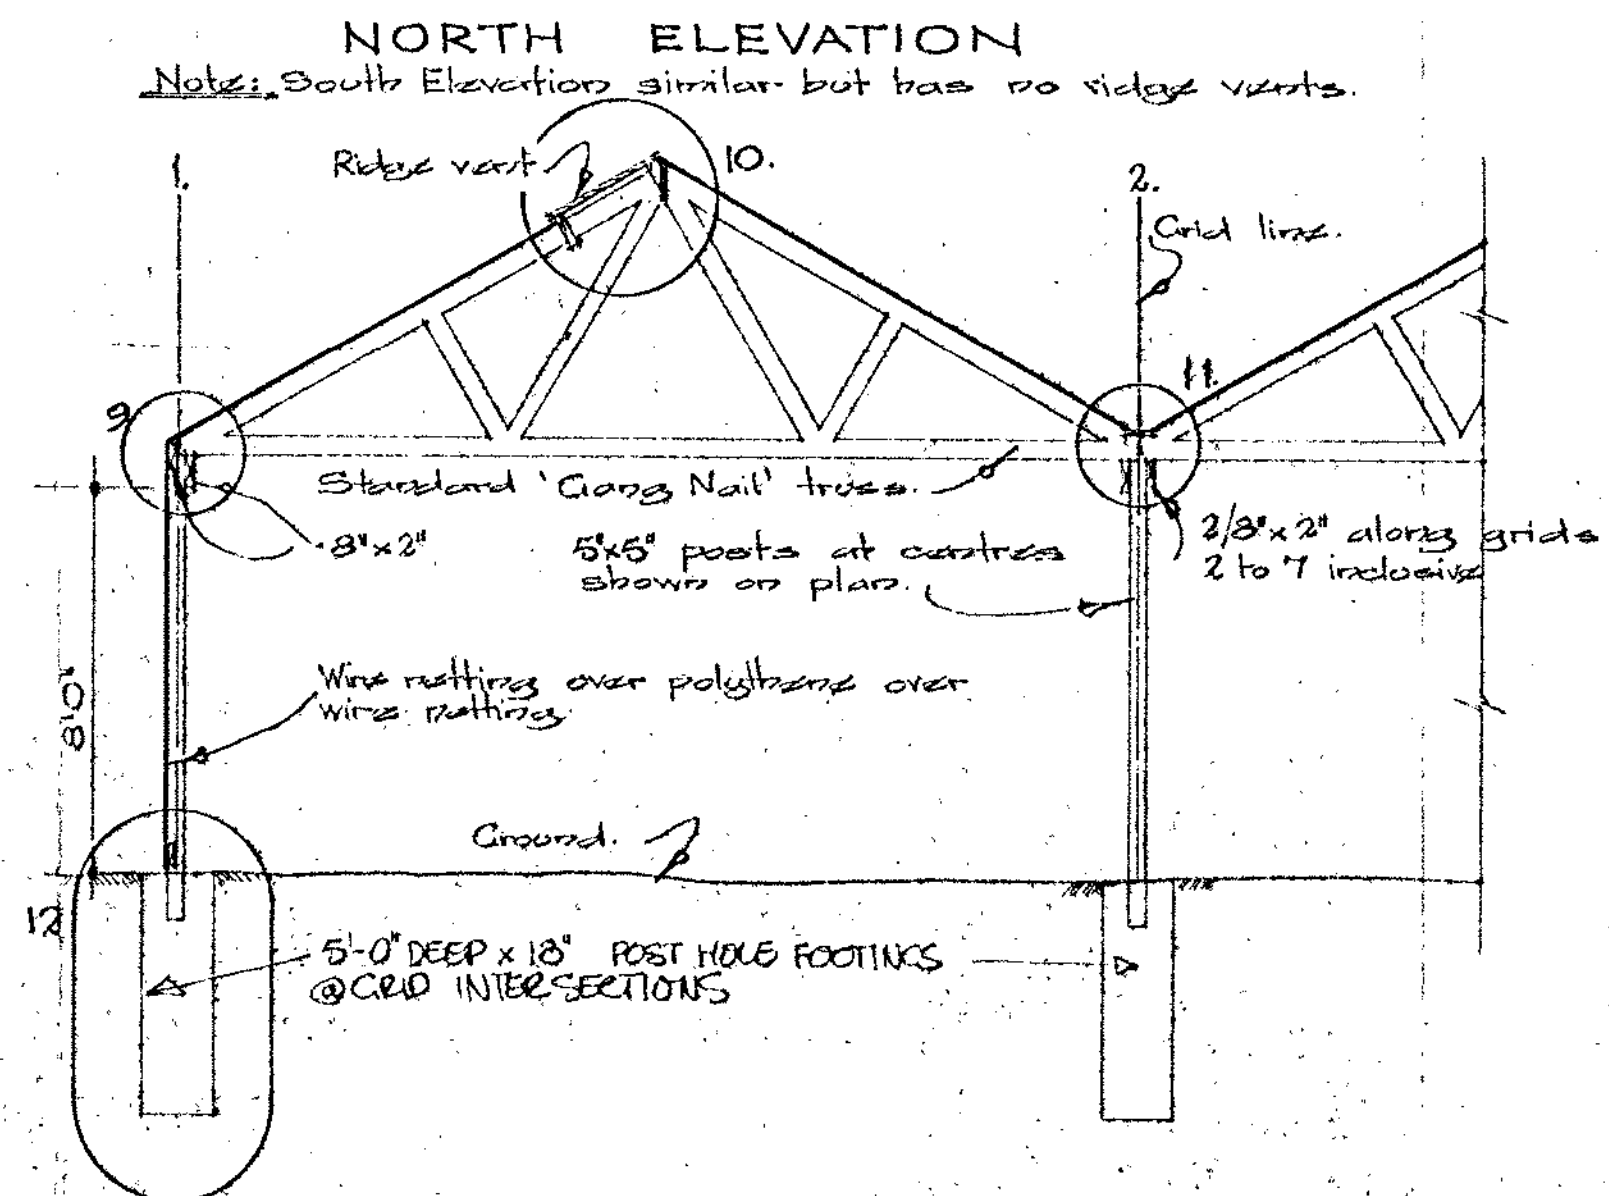 NORTH ELEVATION
Note: South Elevation similar but has no ridge vents.
1.
Ridge vent
10.
2.
Grid line.
9
11.
Standard 'Gang Nail' truss.
8"x2"
5"x5" posts at centres
shown on plan.
2/8"x2" along grids
2 to 7 inclusive
8'0"
Wire netting over polythene over
wire netting
Ground.
12
5'-0" DEEP x 18" POST HOLE FOOTINGS
@ GRID INTERSECTIONS